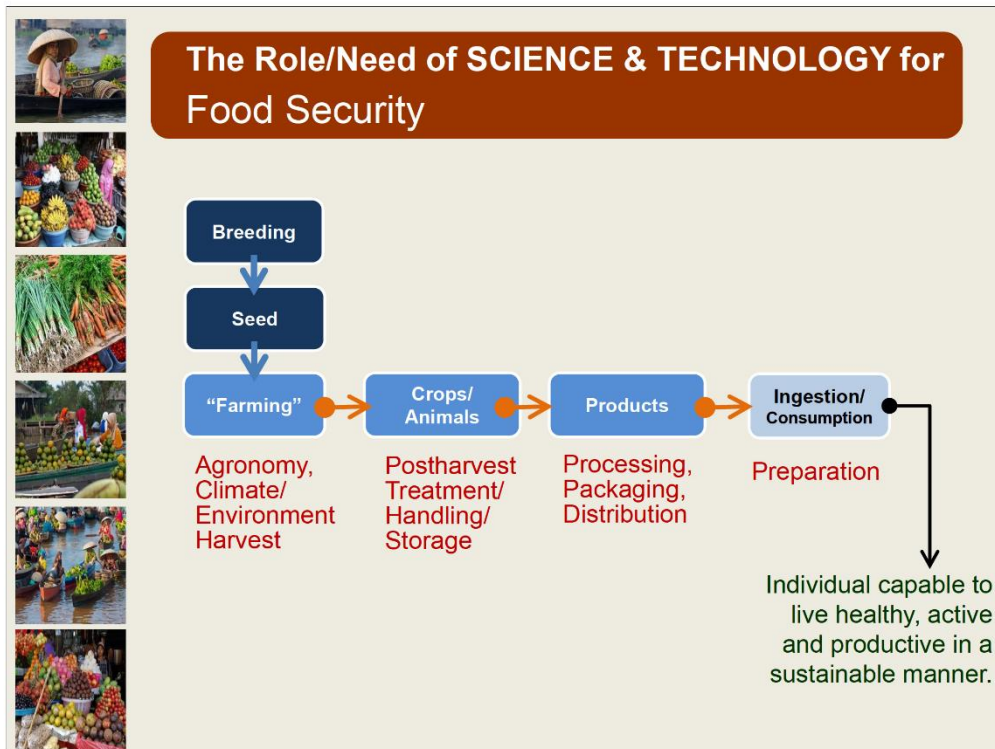 The Role/Need of SCIENCE & TECHNOLOGY for
Food Security
Breeding
Seed
“Farming”
Crops/
Animals
Products
Ingestion/
Consumption
Agronomy,
Climate/
Environment
Harvest
Postharvest
Treatment/
Handling/
Storage
Processing,
Packaging,
Distribution
Preparation
Individual capable to
live healthy, active
and productive in a
sustainable manner.